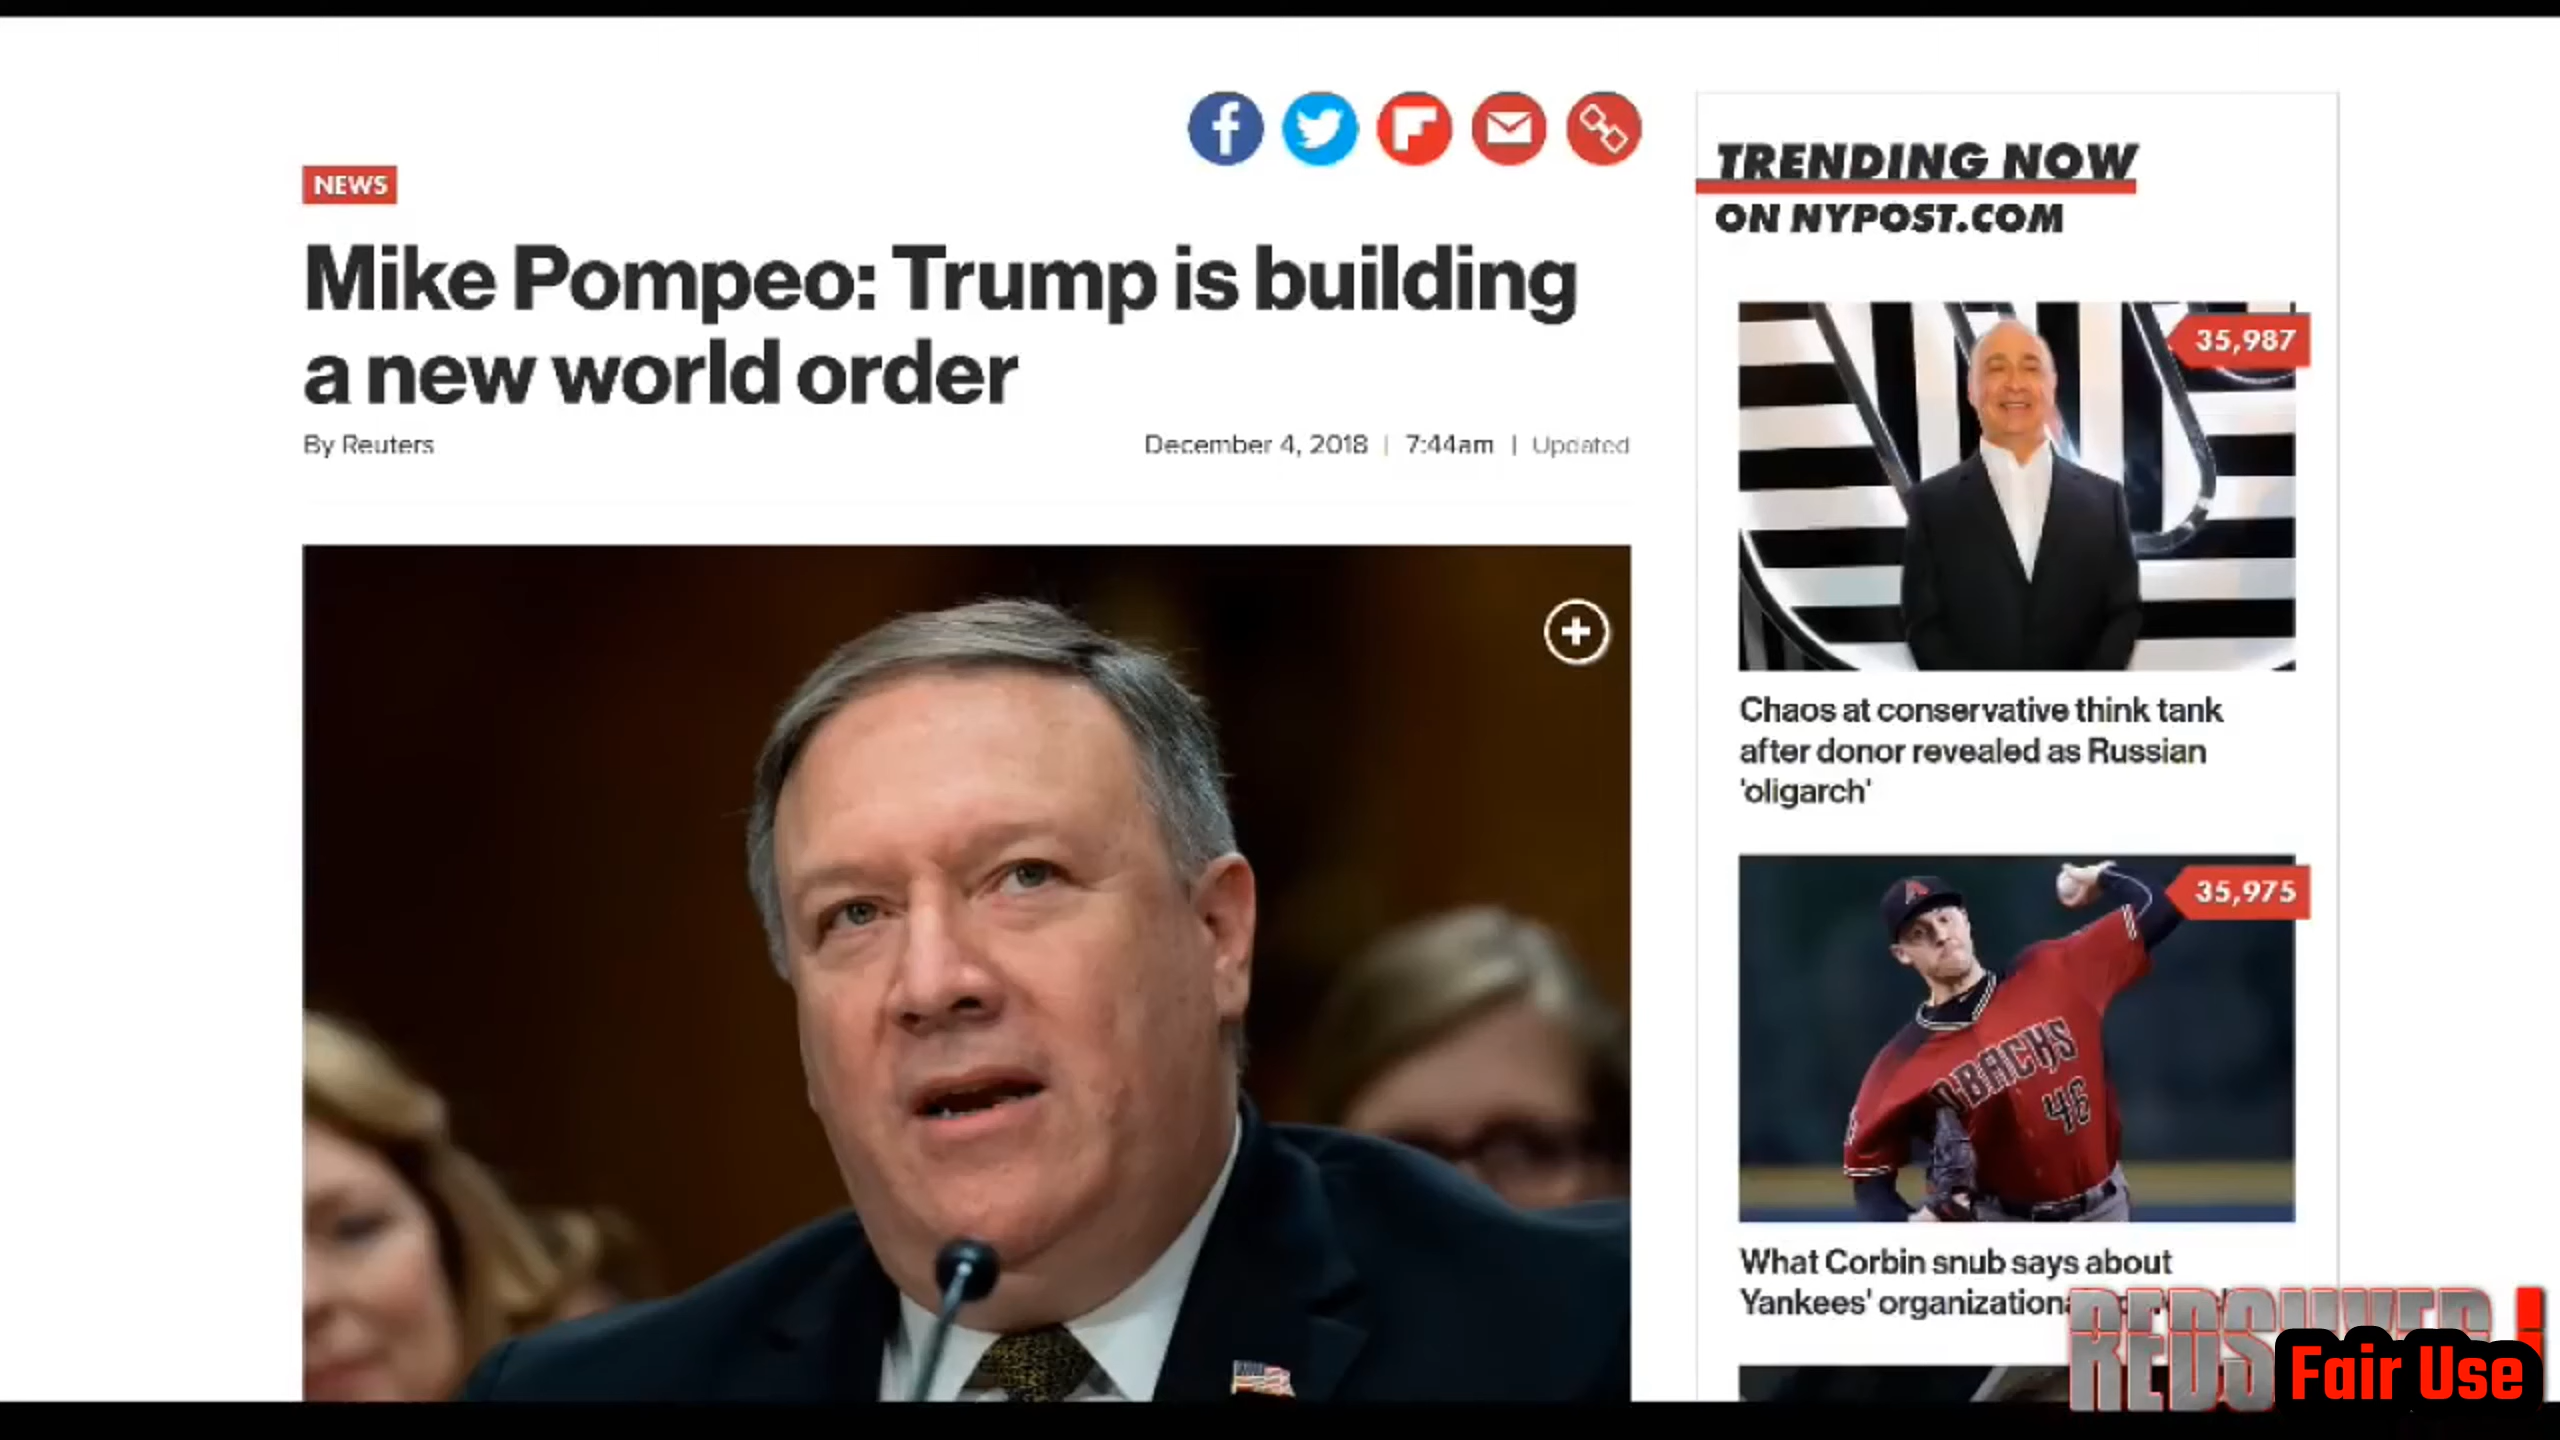 NEWS
Mike Pompeo: Trump is building
a new world order
By Reuters
December 4, 2018 | 7:44am | Updated
TRENDING NOW
ON NYPOST.COM
35,987
Chaos at conservative think tank
after donor revealed as Russian
'oligarch'
35,975
A
D-BACKS
46
What Corbin snub says about
Yankees'
Fair Use